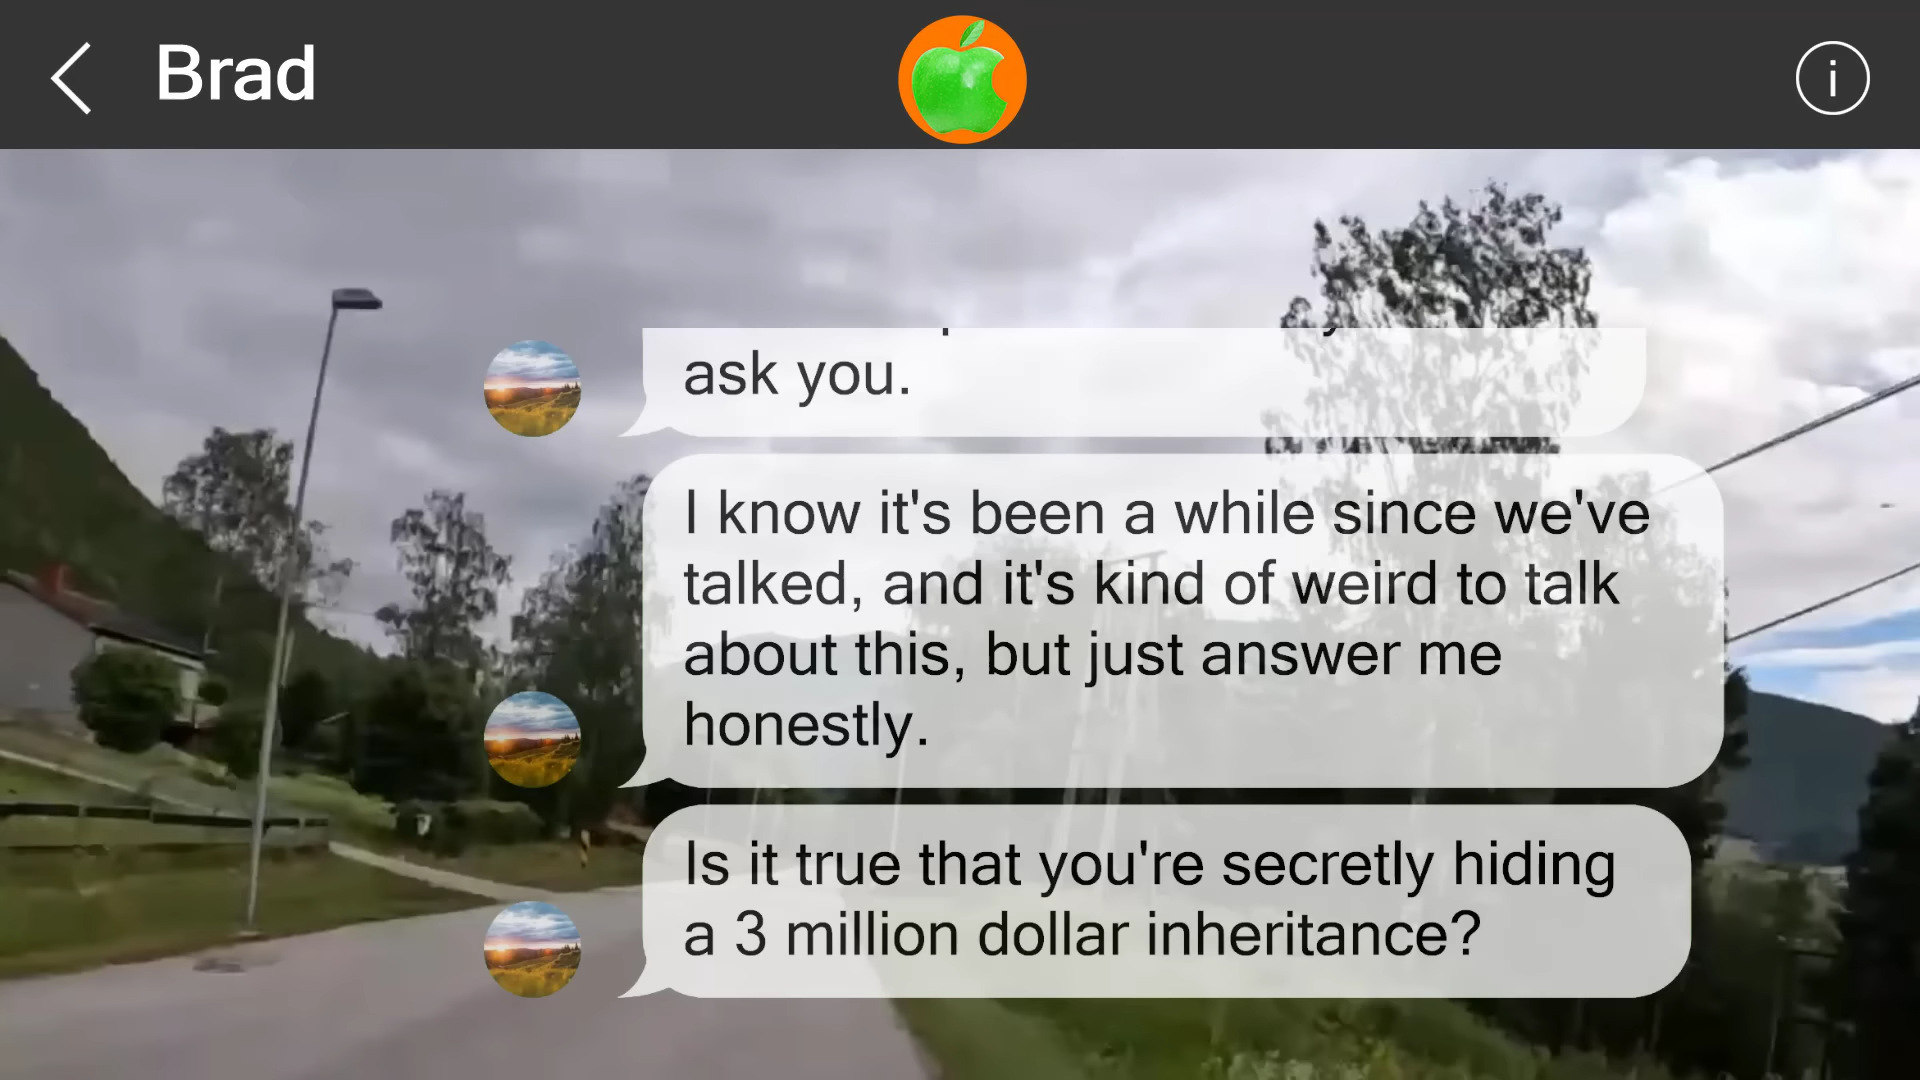 Brad
i
ask you.
I know it's been a while since we've
talked, and it's kind of weird to talk
about this, but just answer me
honestly.
Is it true that you're secretly hiding
a 3 million dollar inheritance?